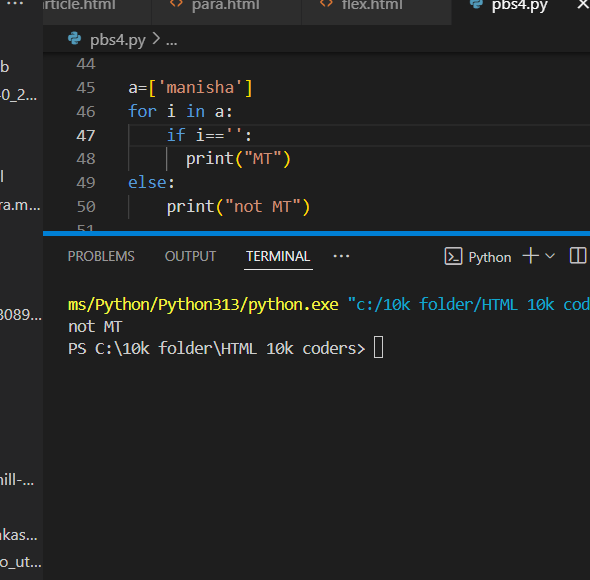 article.html para.html flex.html pbs4.py
pbs4.py > ...
44
45 a=['manisha']
46 for i in a:
47 if i=='':
48 print("MT")
49 else:
50 print("not MT")
51
PROBLEMS OUTPUT TERMINAL ... Python
ms/Python/Python313/python.exe "c:/10k folder/HTML 10k cod
not MT
PS C:\10k folder\HTML 10k coders>
b
0_2...
ra.m...
3089...
hill-...
akas...
o_ut...